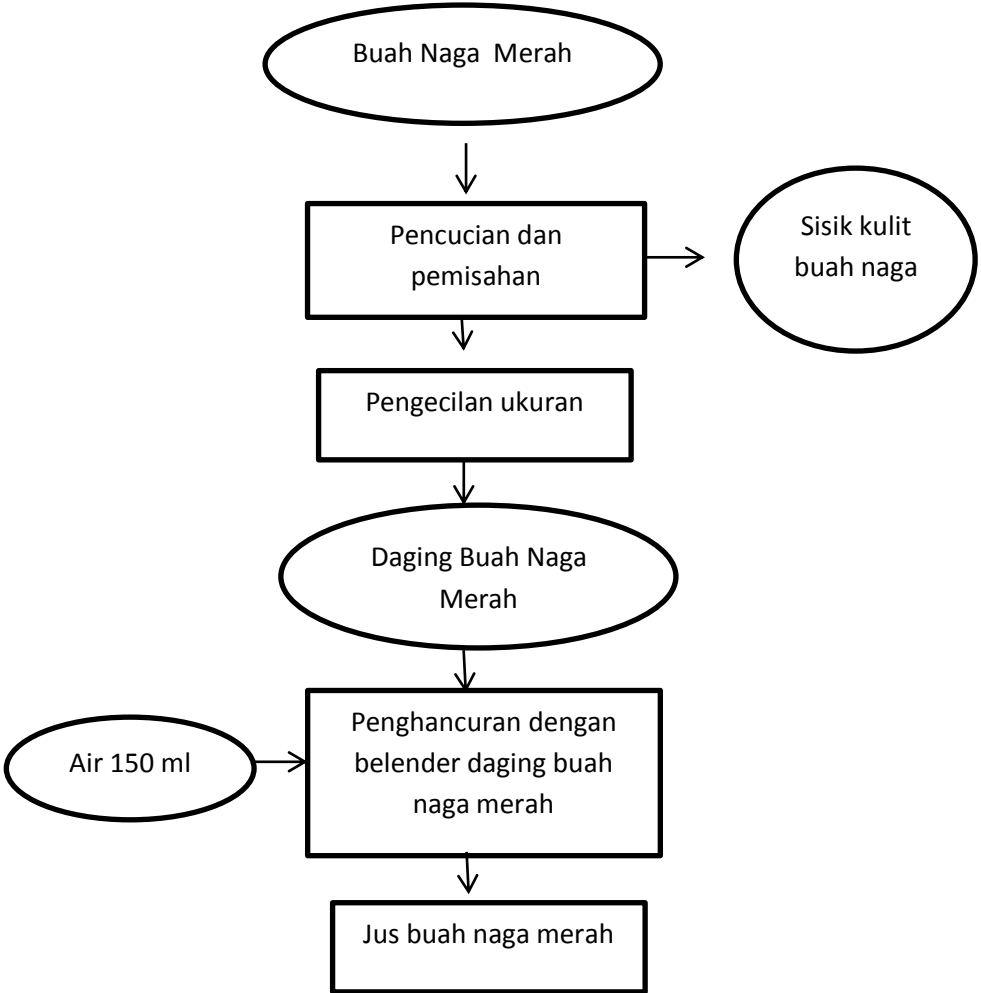 Buah Naga  Merah
Pencucian dan
pemisahan
Sisik kulit
buah naga
Pengecilan ukuran
Daging Buah Naga
Merah
Air 150 ml
Penghancuran dengan
belender daging buah
naga merah
Jus buah naga merah